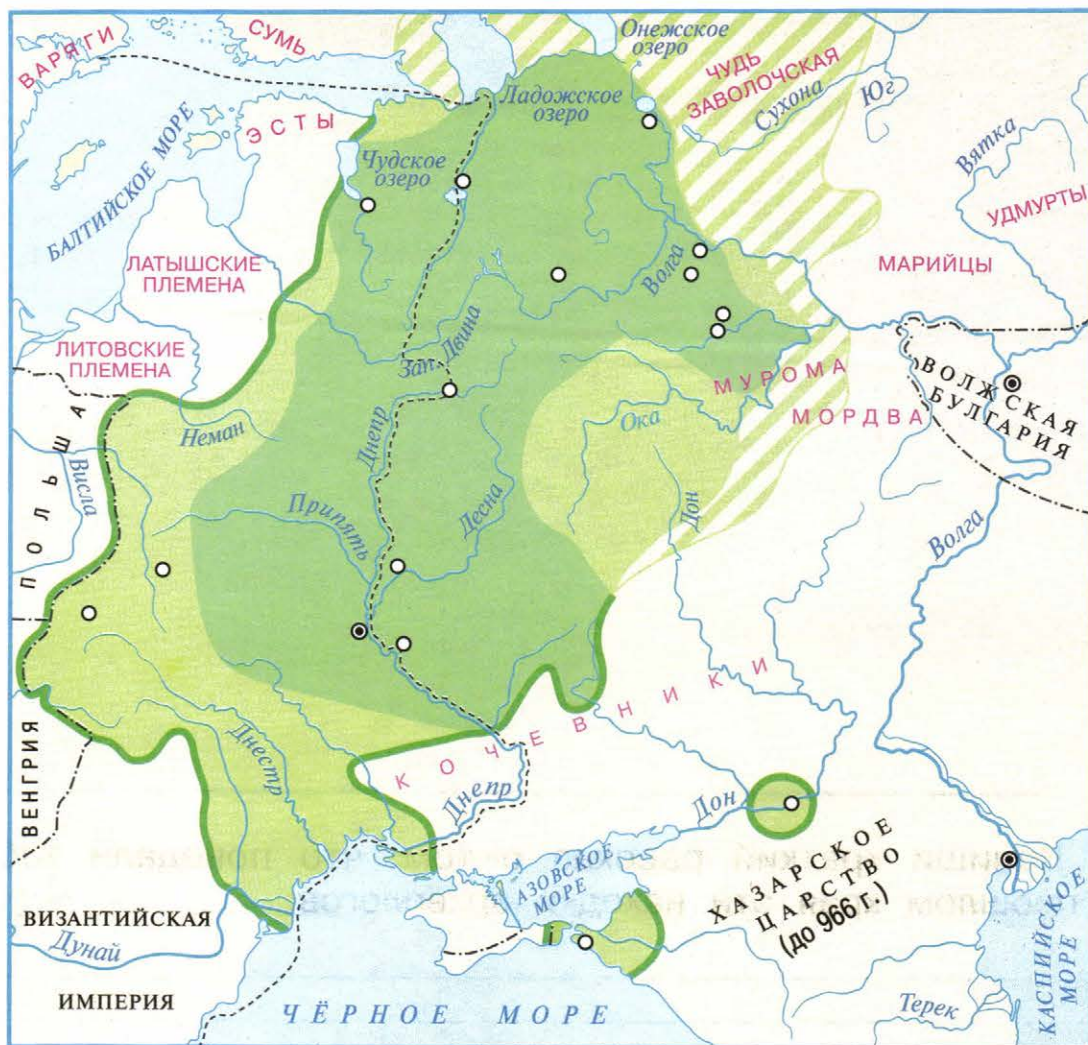 ВАРЯГИ
СУМЬ
Онежское
озеро
ЧУДЬ
ЗАВОЛОЧСКАЯ
Сухона
Юг
Ладожское
озеро
ЭСТЫ
БАЛТИЙСКОЕ МОРЕ
Чудское
озеро
Вятка
УДМУРТЫ
ЛАТЫШСКИЕ
ПЛЕМЕНА
Волга
МАРИЙЦЫ
ЛИТОВСКИЕ
ПЛЕМЕНА
Зап. Двина
МУРОМА
МОРДВА
ВОЛЖСКАЯ
БУЛГАРИЯ
ПОЛЬША
Висла
Неман
Днепр
Ока
Припять
Десна
Дон
Волга
КОЧЕВНИКИ
ВЕНГРИЯ
Днестр
Днепр
Дон
АЗОВСКОЕ
МОРЕ
ХАЗАРСКОЕ
ЦАРСТВО
(до 966 г.)
ВИЗАНТИЙСКАЯ
Дунай
ИМПЕРИЯ
ЧЁРНОЕ МОРЕ
Терек
КАСПИЙСКОЕ
МОРЕ